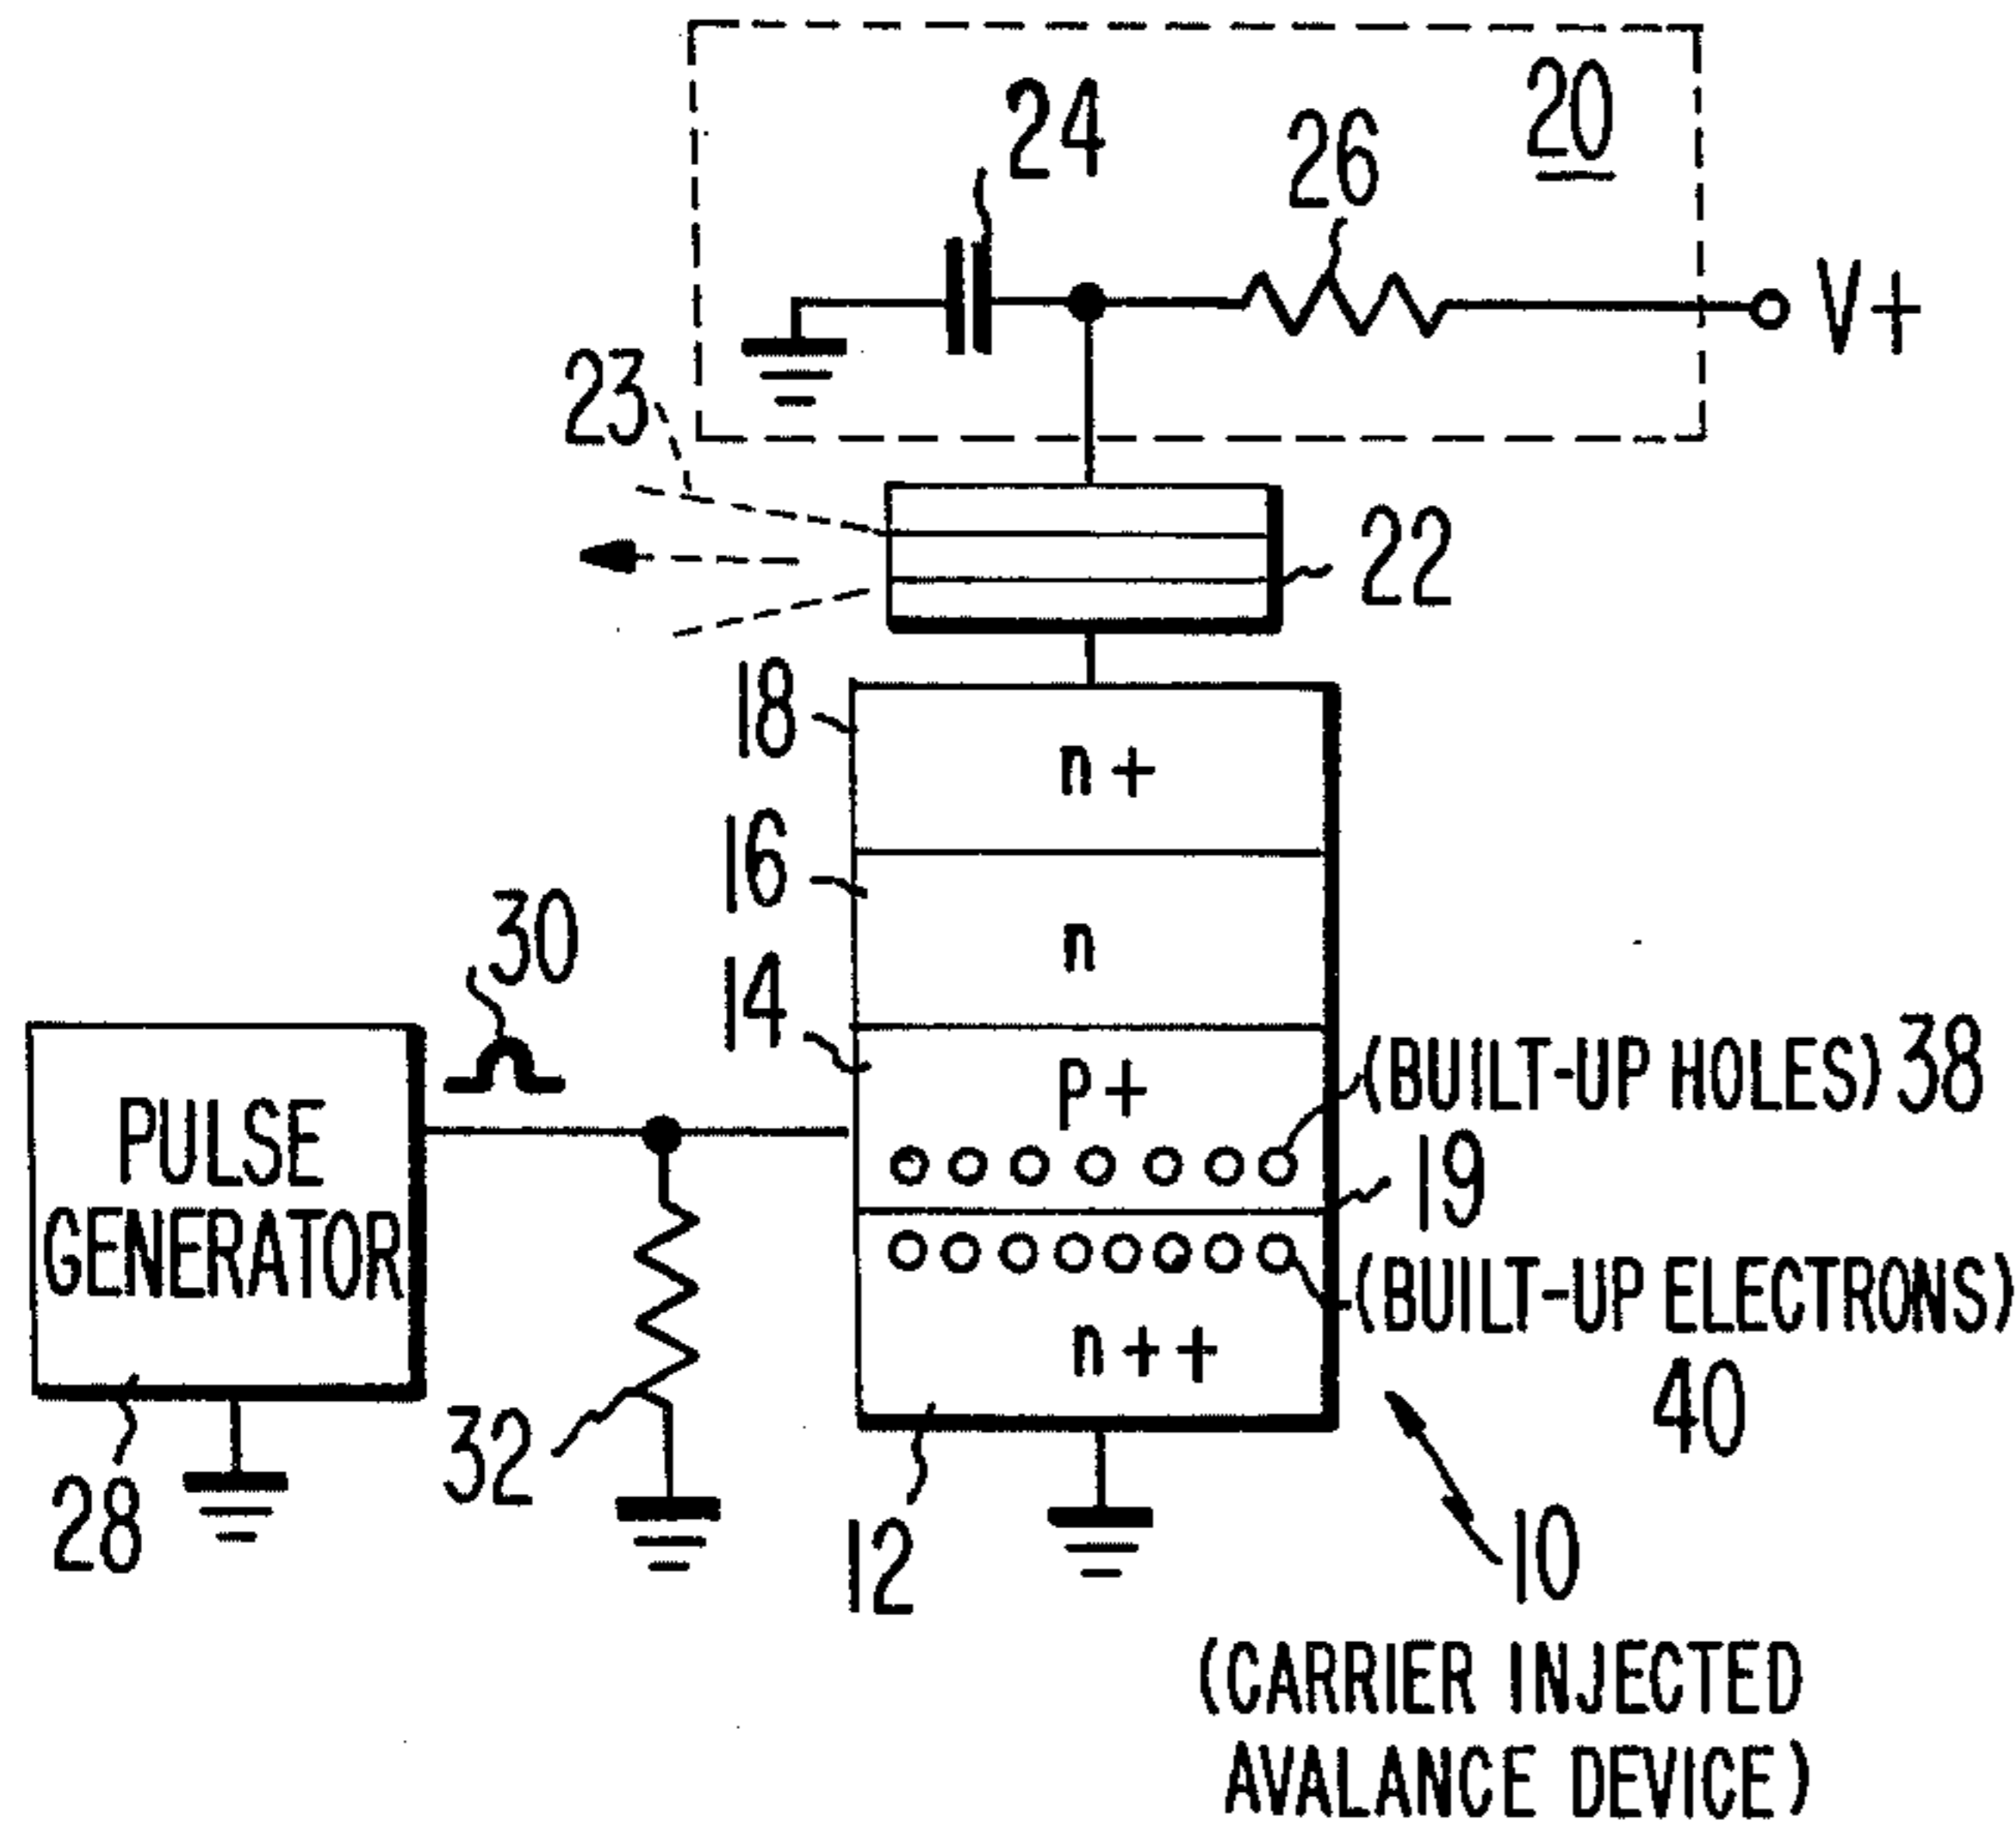 24
26
20
V+
23
22
18
n+
16
n
30
14
P+
(BUILT-UP HOLES) 38
PULSE
GENERATOR
19
(BUILT-UP ELECTRONS)
40
n++
32
28
12
10
(CARRIER INJECTED
AVALANCE DEVICE)